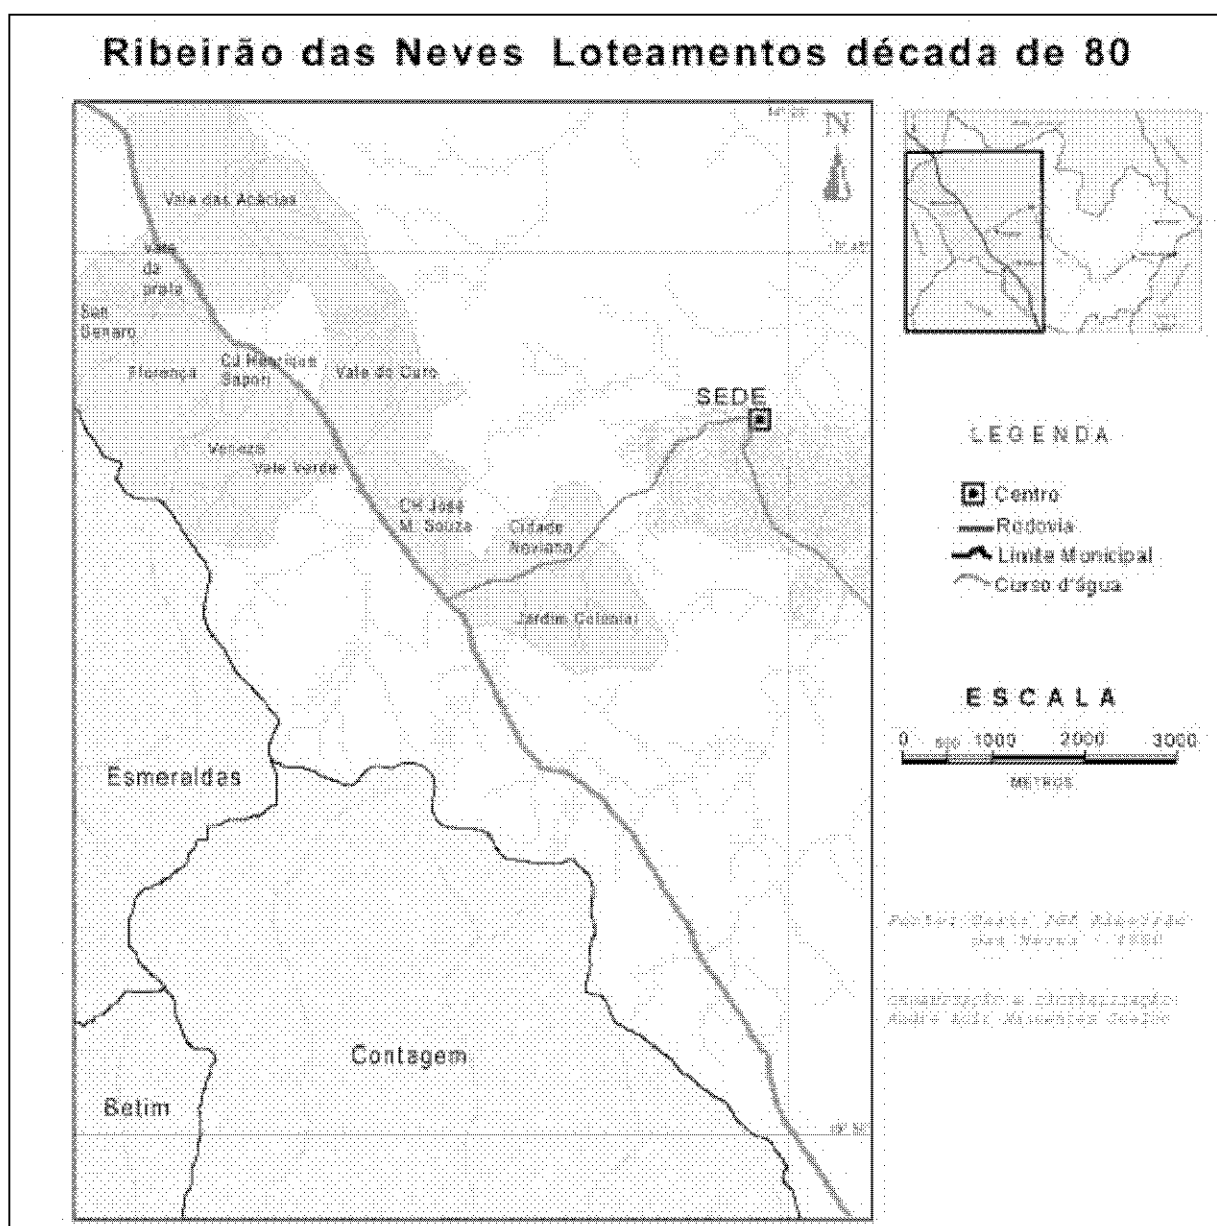 Ribeirão das Neves Loteamentos década de 80
N
Vale das Acácias
Vale
da
prata
San
Genaro
Florença
CJ Henrique
Sapori
Vale do Ouro
SEDE
Veneza
Vale Verde
CH José
M. Souza
Cidade
Neviana
Jardim Colonial
Esmeraldas
Contagem
Betim
LEGENDA
Centro
Rodovia
Limite Municipal
Curso d'água
ESCALA
0 500 1000 2000 3000
METROS